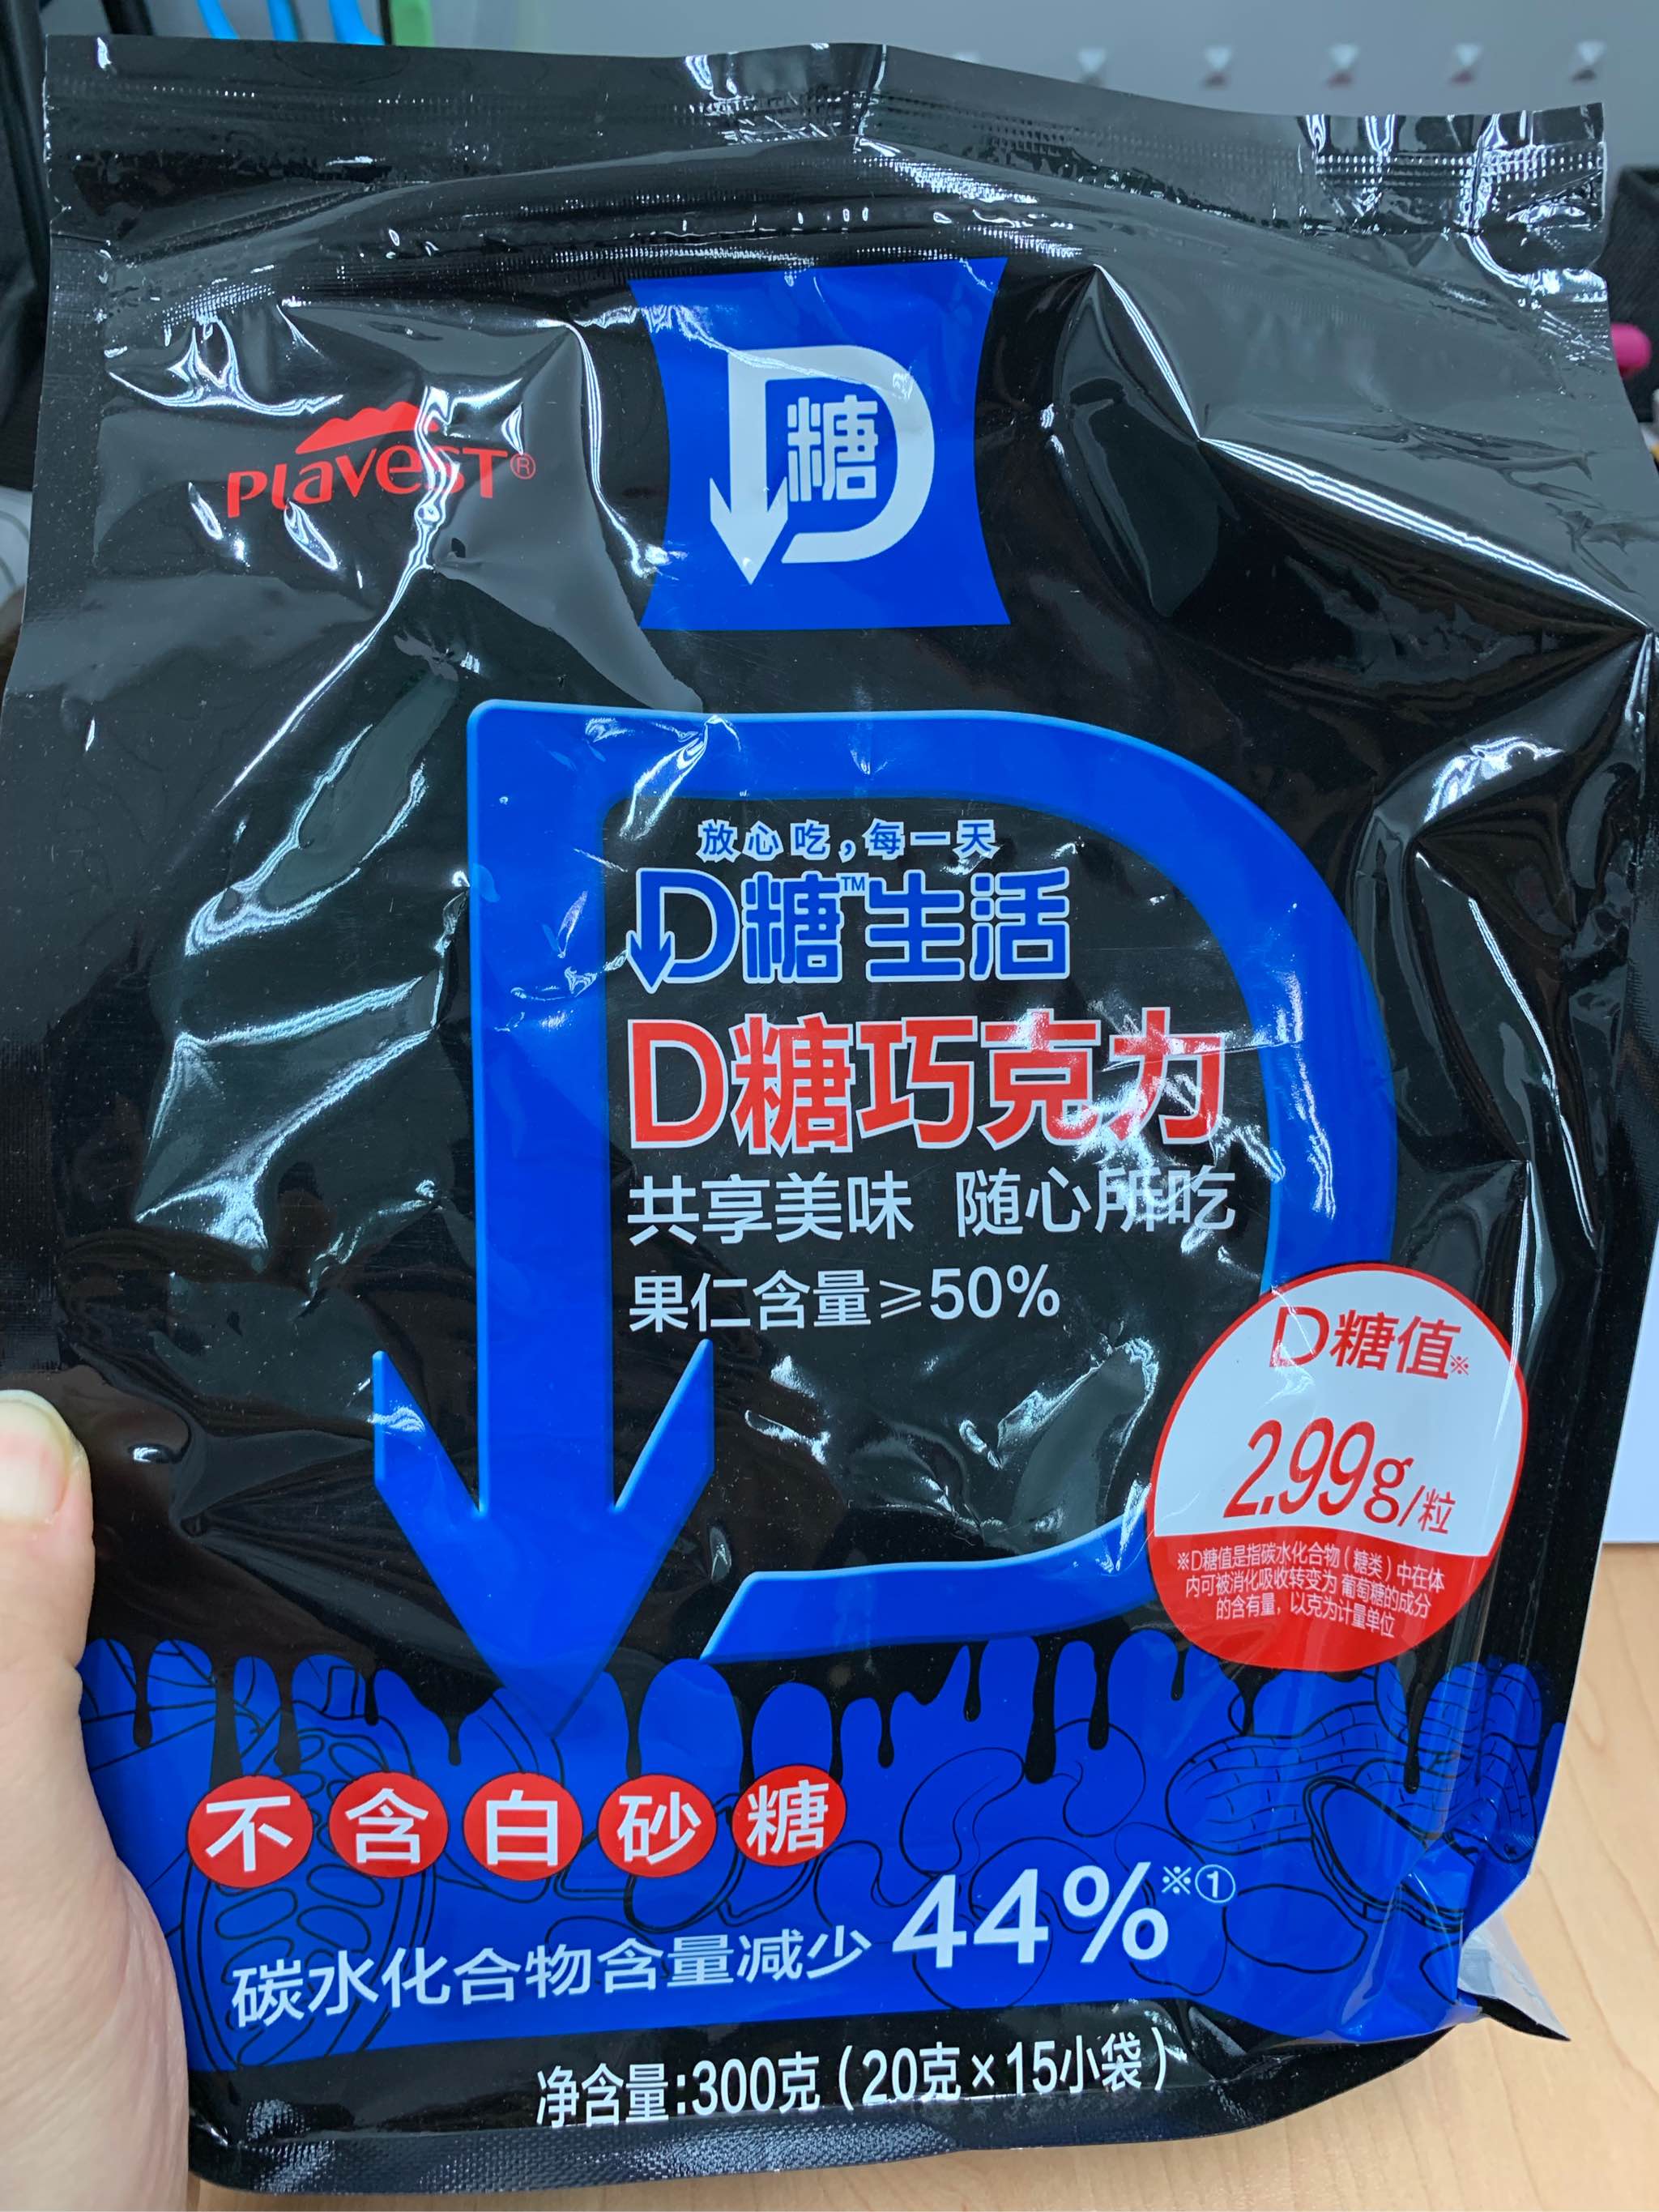 PlaveST®
D糖
放心吃，每一天
D糖™生活
D糖巧克力
共享美味 随心所吃
果仁含量≥50%
D糖值※
2.99g/粒
※D糖值是指碳水化合物（糖类）中在体
内可被消化吸收转变为 葡萄糖的成分
的含有量，以克为计量单位
不含白砂糖
碳水化合物含量减少44%※①
净含量:300克（20克×15小袋）